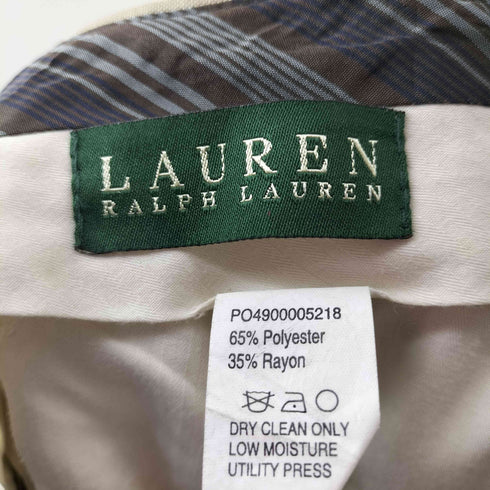 LAUREN
RALPH LAUREN
PO4900005218
65% Polyester
35% Rayon
DRY CLEAN ONLY
LOW MOISTURE
UTILITY PRESS